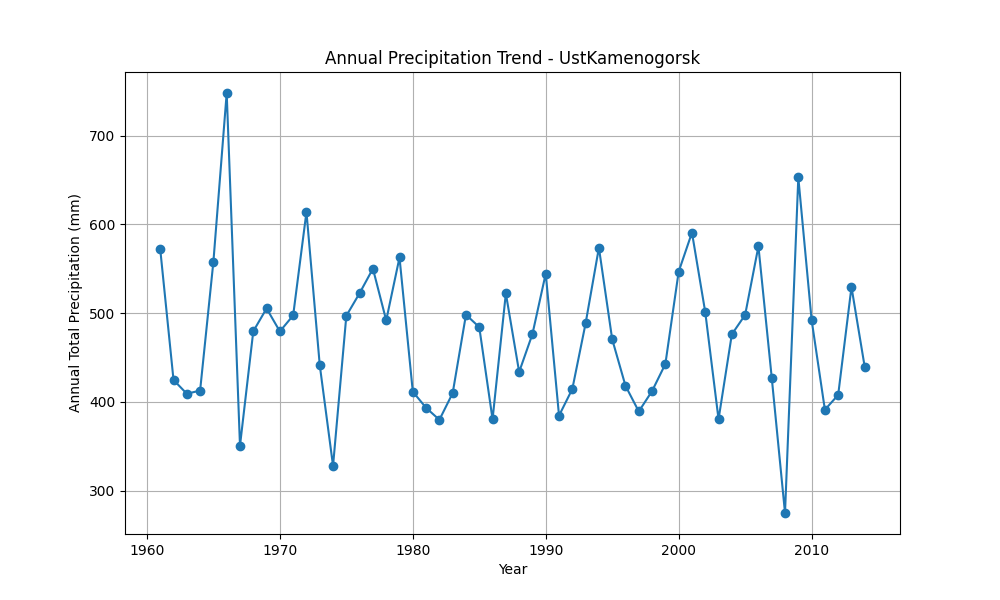 Annual Precipitation Trend - UstKamenogorsk
Annual Total Precipitation (mm)
700
600
500
400
300
1960 1970 1980 1990 2000 2010
Year